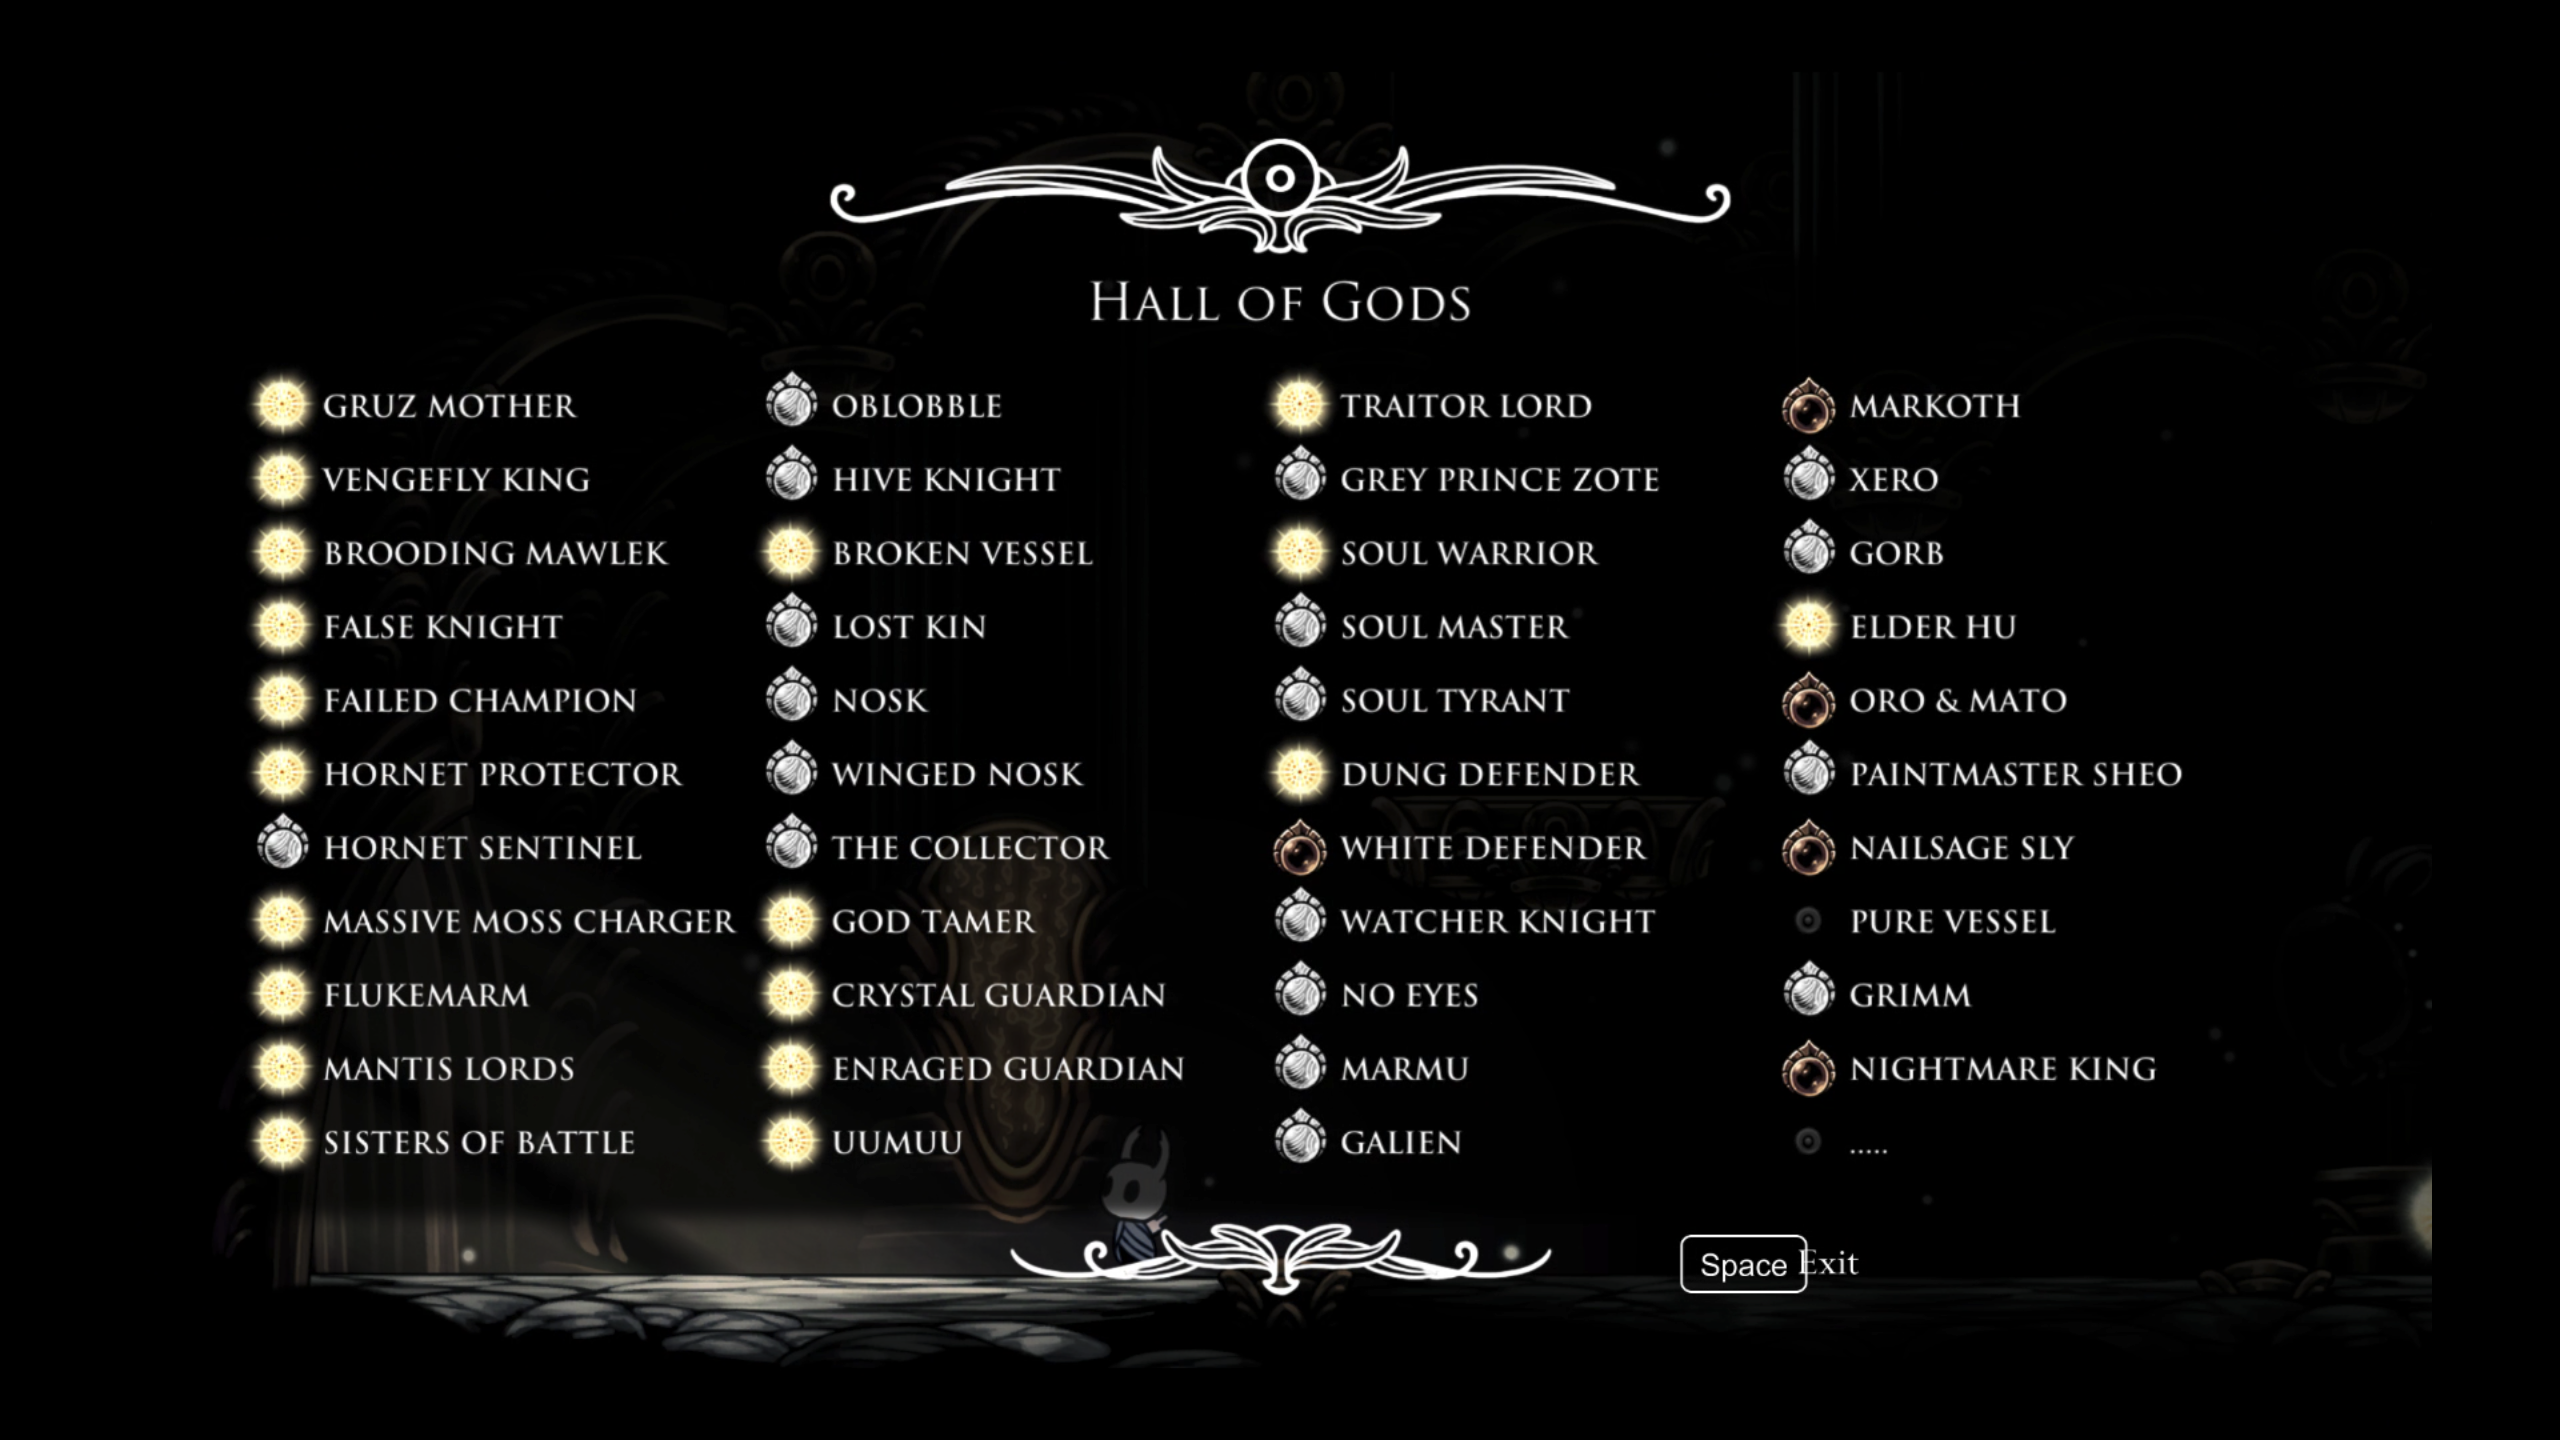 HALL OF GODS
GRUZ MOTHER
VENGEFLY KING
BROODING MAWLEK
FALSE KNIGHT
FAILED CHAMPION
HORNET PROTECTOR
HORNET SENTINEL
MASSIVE MOSS CHARGER
FLUKEMARM
MANTIS LORDS
SISTERS OF BATTLE
OBLOBBLE
HIVE KNIGHT
BROKEN VESSEL
LOST KIN
NOSK
WINGED NOSK
THE COLLECTOR
GOD TAMER
CRYSTAL GUARDIAN
ENRAGED GUARDIAN
UUMUU
TRAITOR LORD
GREY PRINCE ZOTE
SOUL WARRIOR
SOUL MASTER
SOUL TYRANT
DUNG DEFENDER
WHITE DEFENDER
WATCHER KNIGHT
NO EYES
MARMU
GALIEN
MARKOTH
XERO
GORB
ELDER HU
ORO & MATO
PAINTMASTER SHEO
NAILSAGE SLY
PURE VESSEL
GRIMM
NIGHTMARE KING
.....
Space Exit